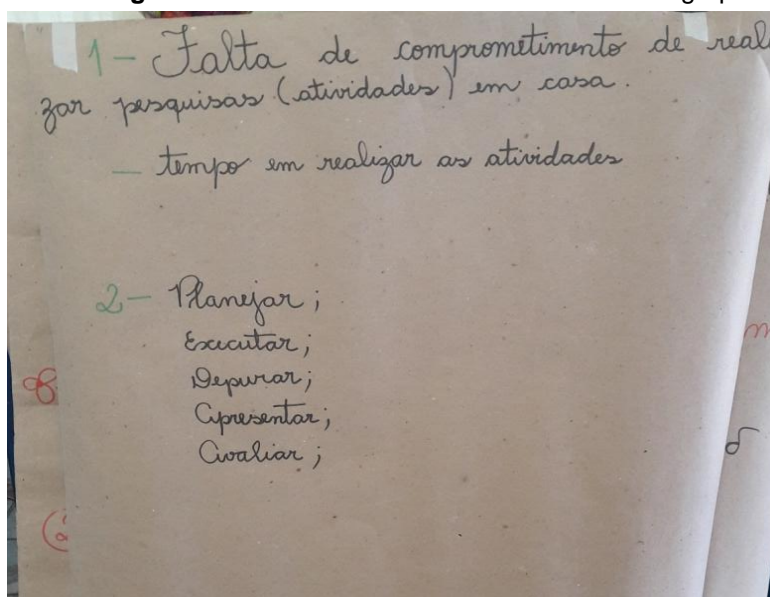 1- Falta de comprometimento de reali
zar pesquisas (atividades) em casa.
- tempo em realizar as atividades
2- Planejar;
Executar;
Depurar;
Apresentar;
Avaliar;